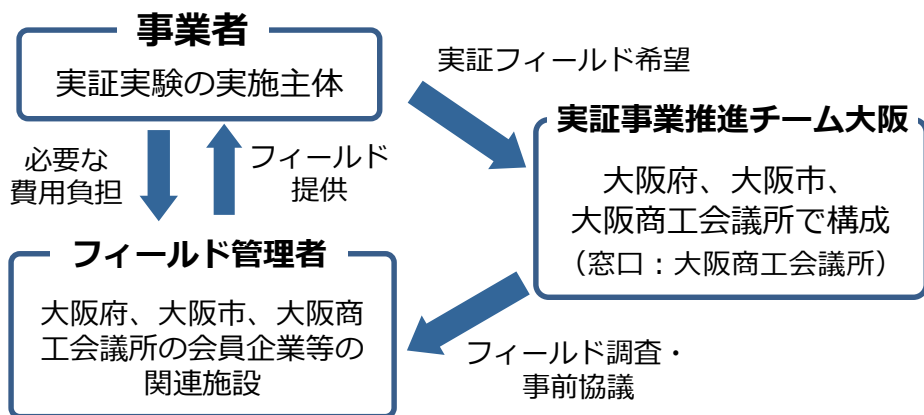 事業者
実証実験の実施主体
実証フィールド希望
実証事業推進チーム大阪
大阪府、大阪市、
大阪商工会議所で構成
（窓口：大阪商工会議所）
必要な
費用負担
フィールド
提供
フィールド管理者
大阪府、大阪市、大阪商
工会議所の会員企業等の
関連施設
フィールド調査・
事前協議